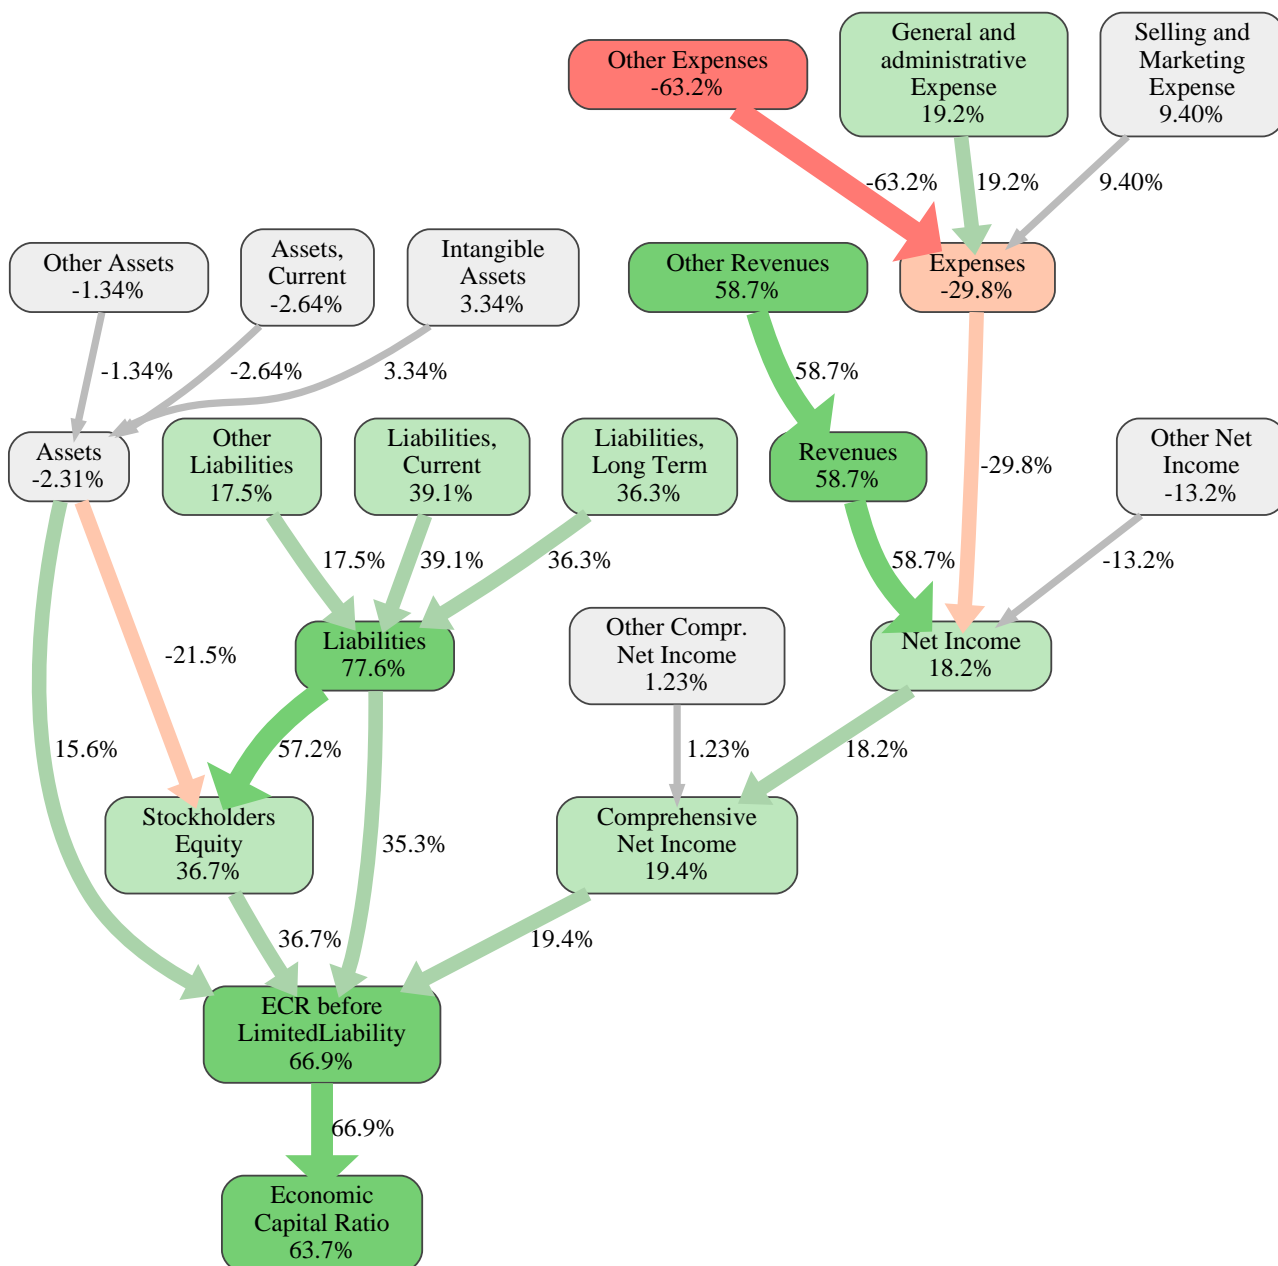 Other Expenses
-63.2%
General and
administrative
Expense
19.2%
Selling and
Marketing
Expense
9.40%
-63.2%
19.2%
9.40%
Other Assets
-1.34%
Assets,
Current
-2.64%
Intangible
Assets
3.34%
Other Revenues
58.7%
Expenses
-29.8%
-1.34%
-2.64%
3.34%
58.7%
-29.8%
Assets
-2.31%
Other
Liabilities
17.5%
Liabilities,
Current
39.1%
Liabilities,
Long Term
36.3%
Revenues
58.7%
Other Net
Income
-13.2%
17.5%
39.1%
36.3%
58.7%
-13.2%
-21.5%
Liabilities
77.6%
Other Compr.
Net Income
1.23%
Net Income
18.2%
15.6%
57.2%
35.3%
1.23%
18.2%
Stockholders
Equity
36.7%
Comprehensive
Net Income
19.4%
36.7%
19.4%
ECR before
LimitedLiability
66.9%
66.9%
Economic
Capital Ratio
63.7%